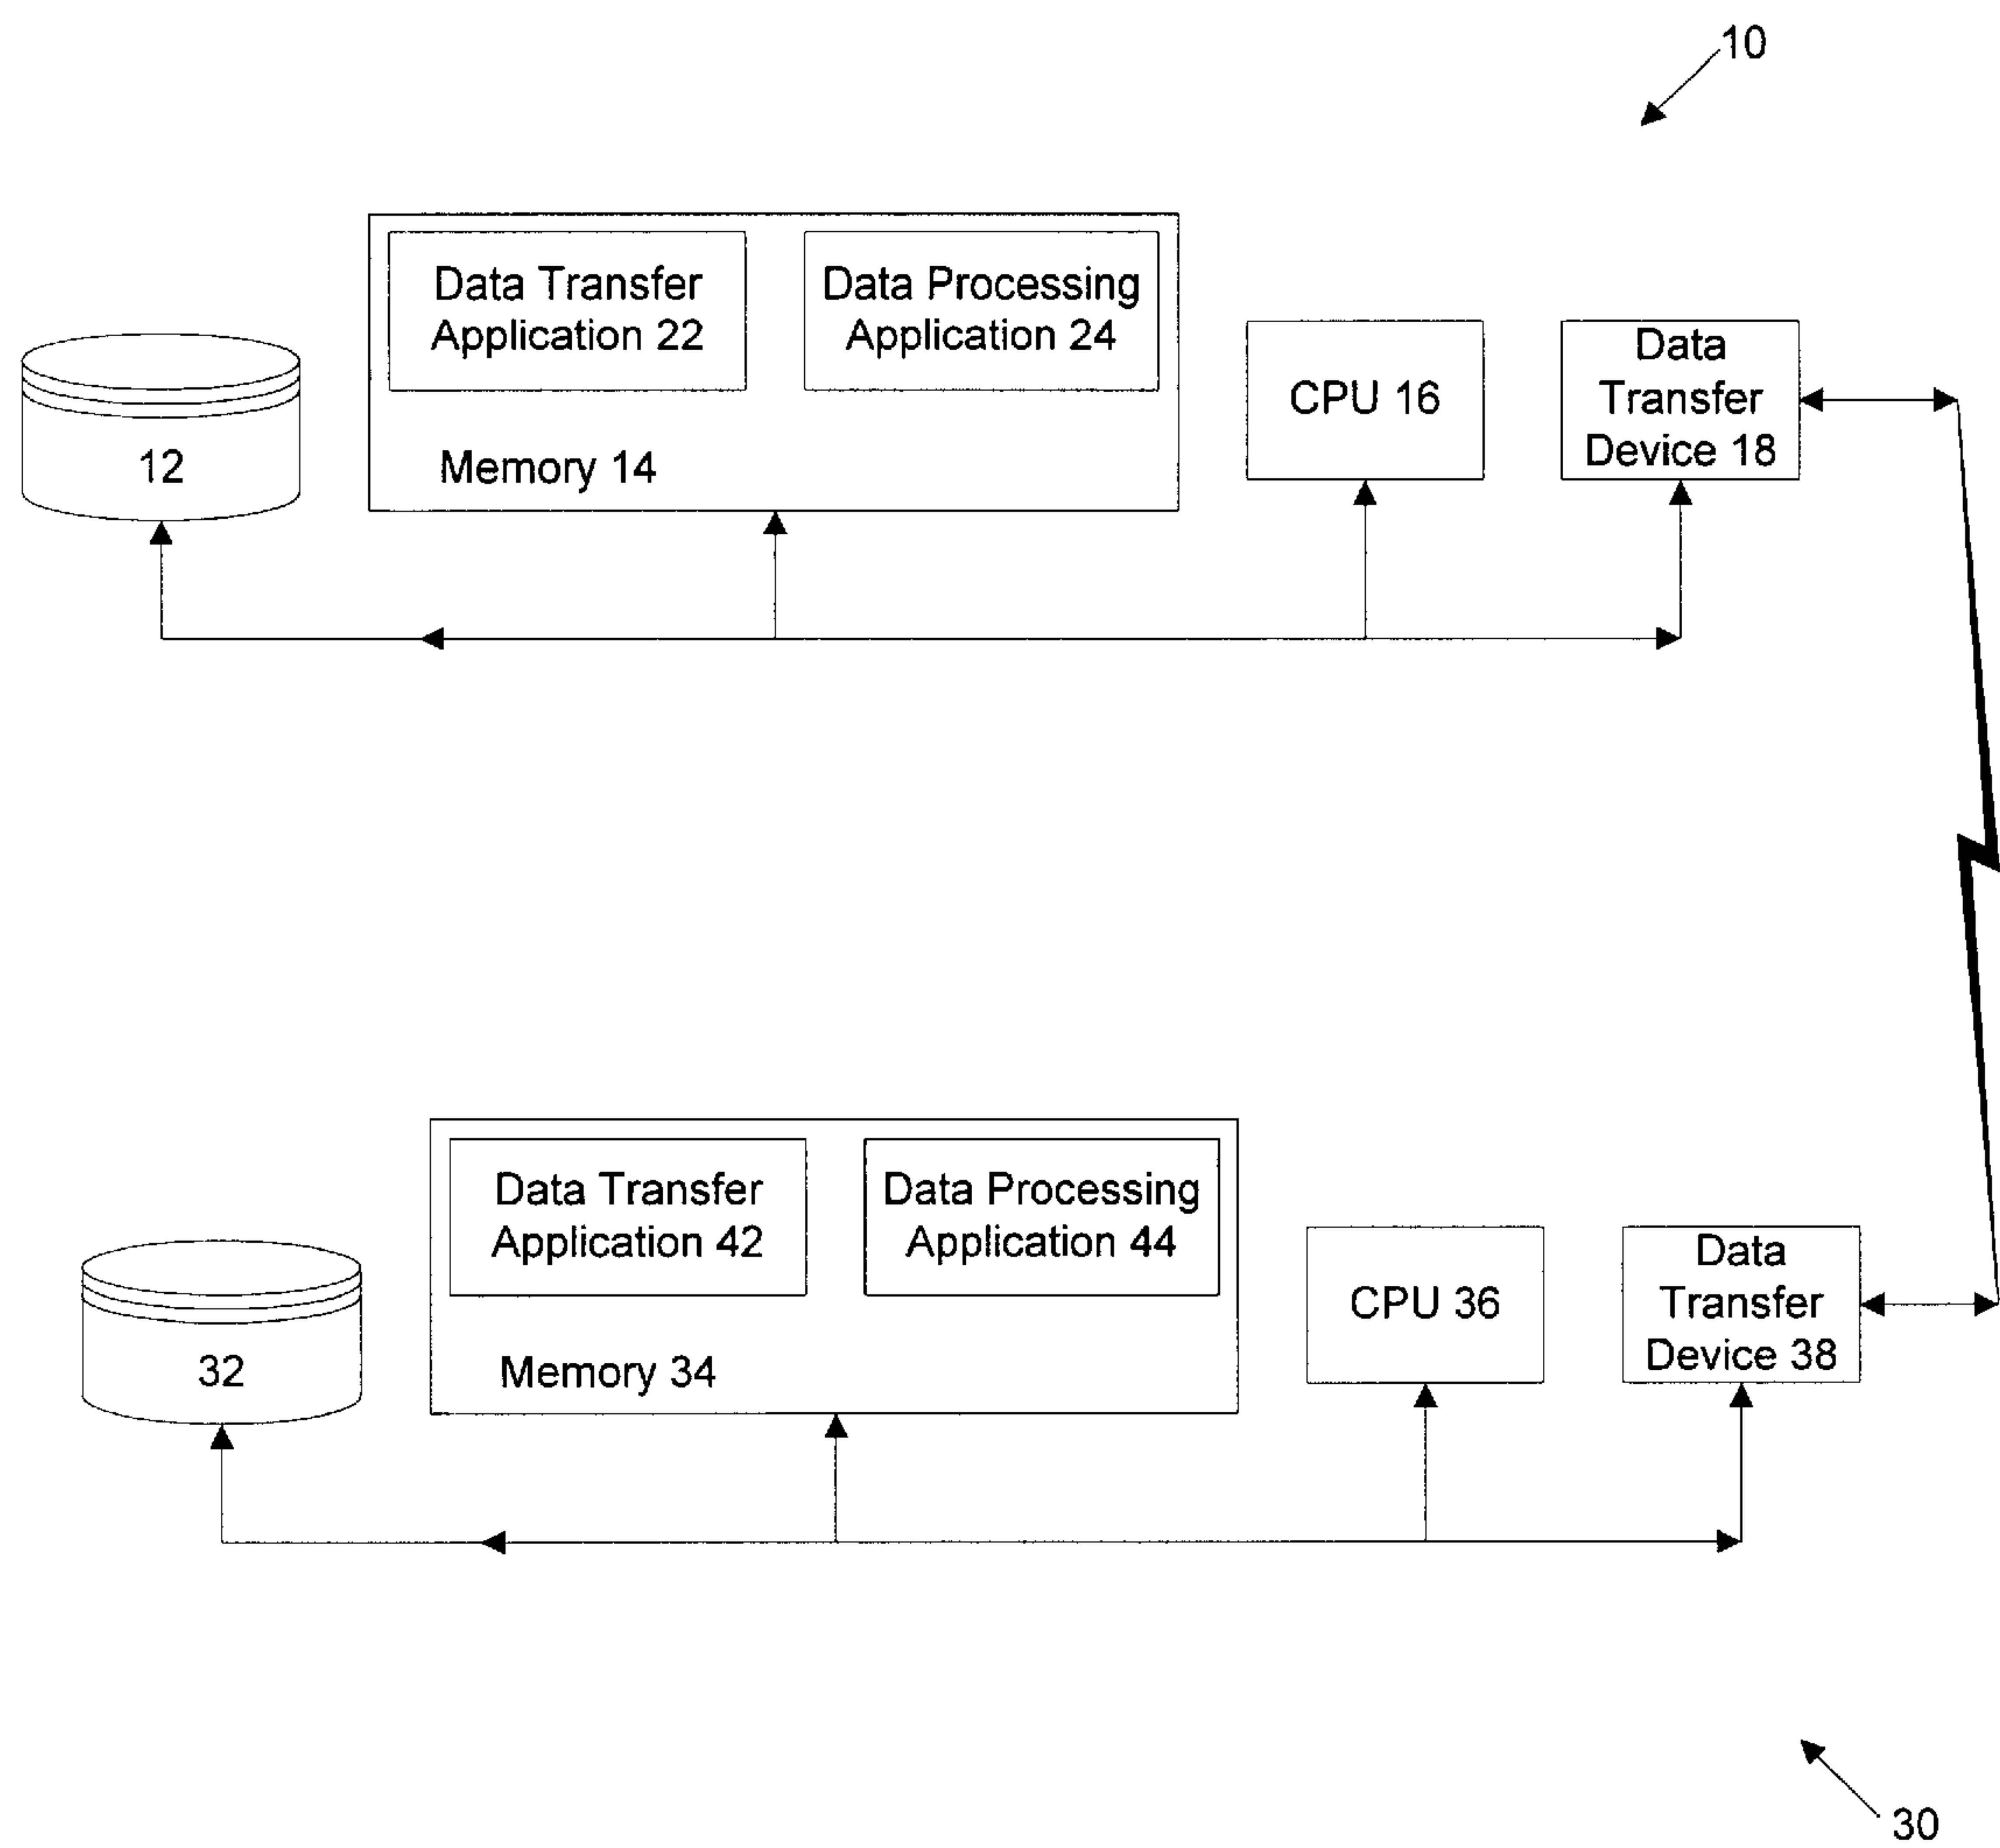 10
Data Transfer
Application 22
Data Processing
Application 24
Memory 14
12
CPU 16
Data
Transfer
Device 18
Data Transfer
Application 42
Data Processing
Application 44
Memory 34
32
CPU 36
Data
Transfer
Device 38
30